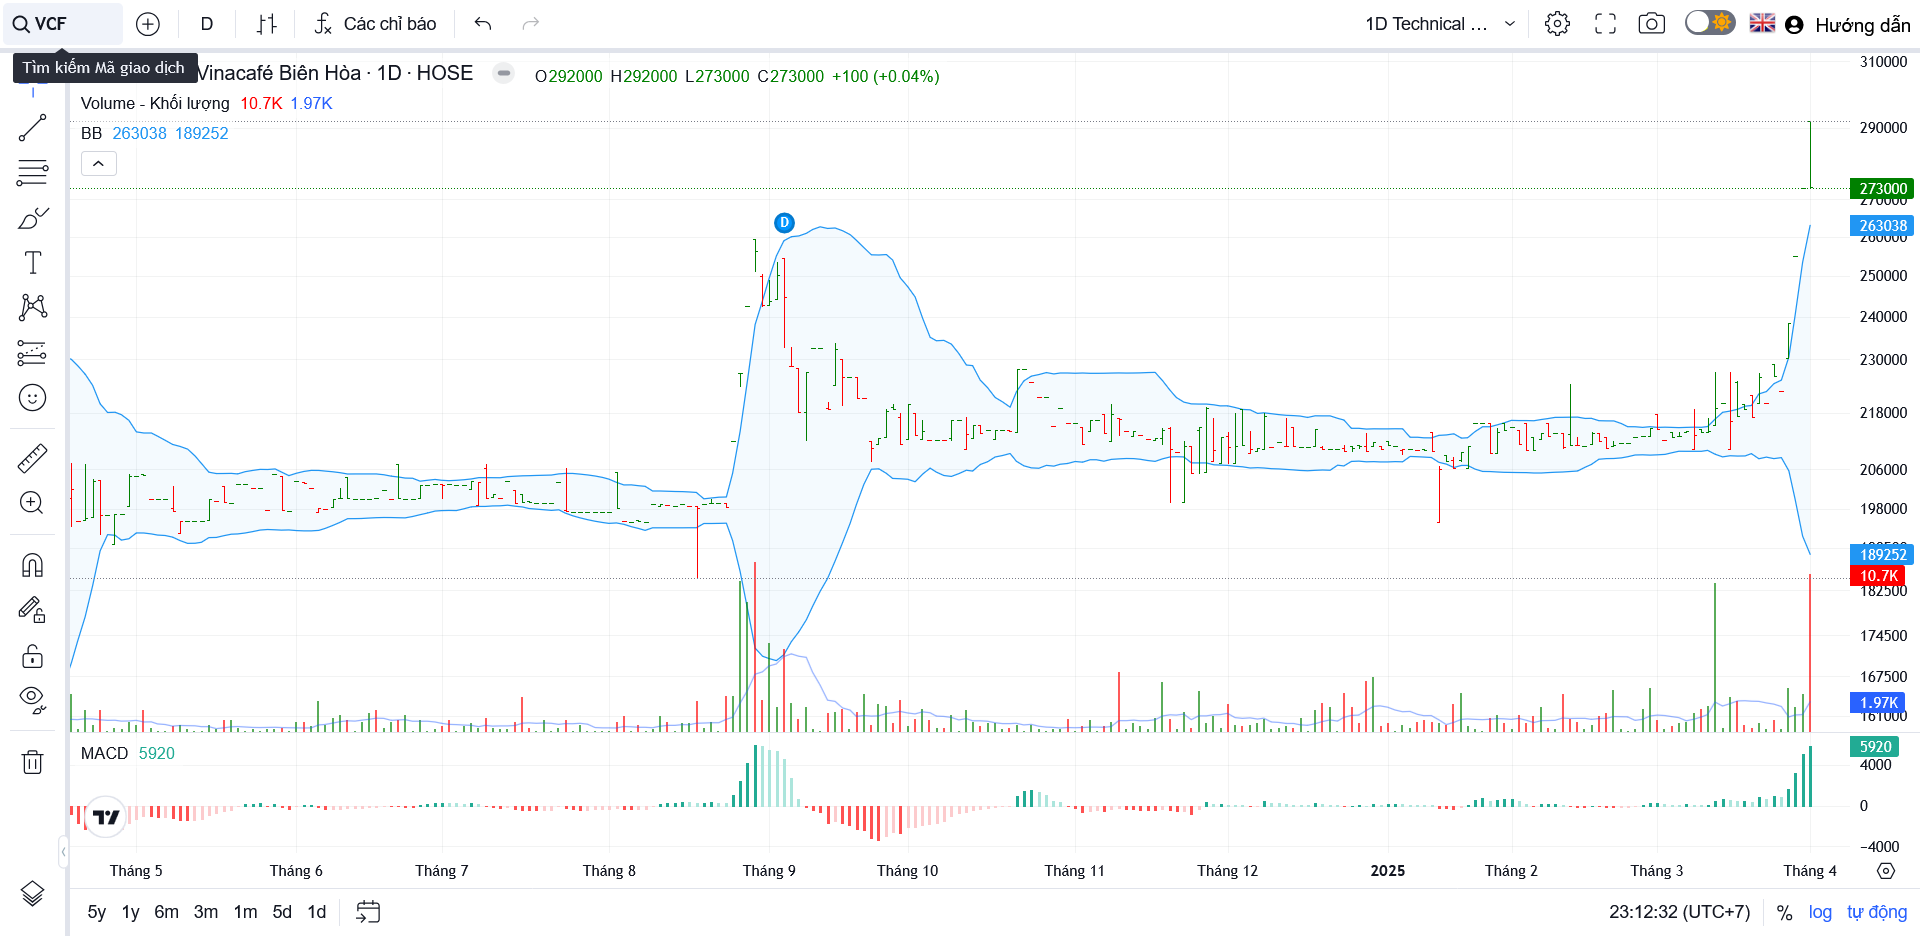 VCF D Các chỉ báo 1D Technical ... Hướng dẫn
Tìm kiếm Mã giao dịch
Vinacafé Biên Hòa · 1D · HOSE O292000 H292000 L273000 C273000 +100 (+0.04%)
Volume - Khối lượng 10.7K 1.97K
BB 263038 189252
D
310000
290000
273000
270000
263038
260000
250000
240000
230000
218000
206000
198000
189252
10.7K
182500
174500
167500
1.97K
161000
MACD 5920
5920
4000
0
−4000
Tháng 5 Tháng 6 Tháng 7 Tháng 8 Tháng 9 Tháng 10 Tháng 11 Tháng 12 2025 Tháng 2 Tháng 3 Tháng 4
5y 1y 6m 3m 1m 5d 1d 23:12:32 (UTC+7) % log tự động